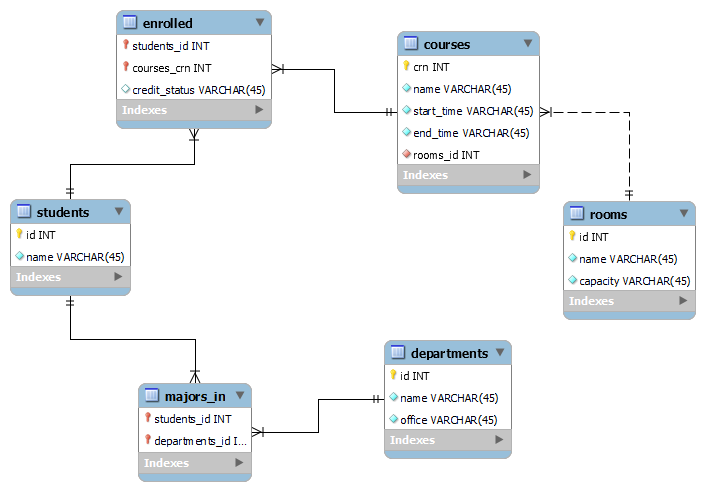 enrolled
students_id INT
courses_crn INT
credit_status VARCHAR(45)
Indexes
courses
crn INT
name VARCHAR(45)
start_time VARCHAR(45)
end_time VARCHAR(45)
rooms_id INT
Indexes
students
id INT
name VARCHAR(45)
Indexes
rooms
id INT
name VARCHAR(45)
capacity VARCHAR(45)
Indexes
departments
id INT
name VARCHAR(45)
office VARCHAR(45)
Indexes
majors_in
students_id INT
departments_id I...
Indexes